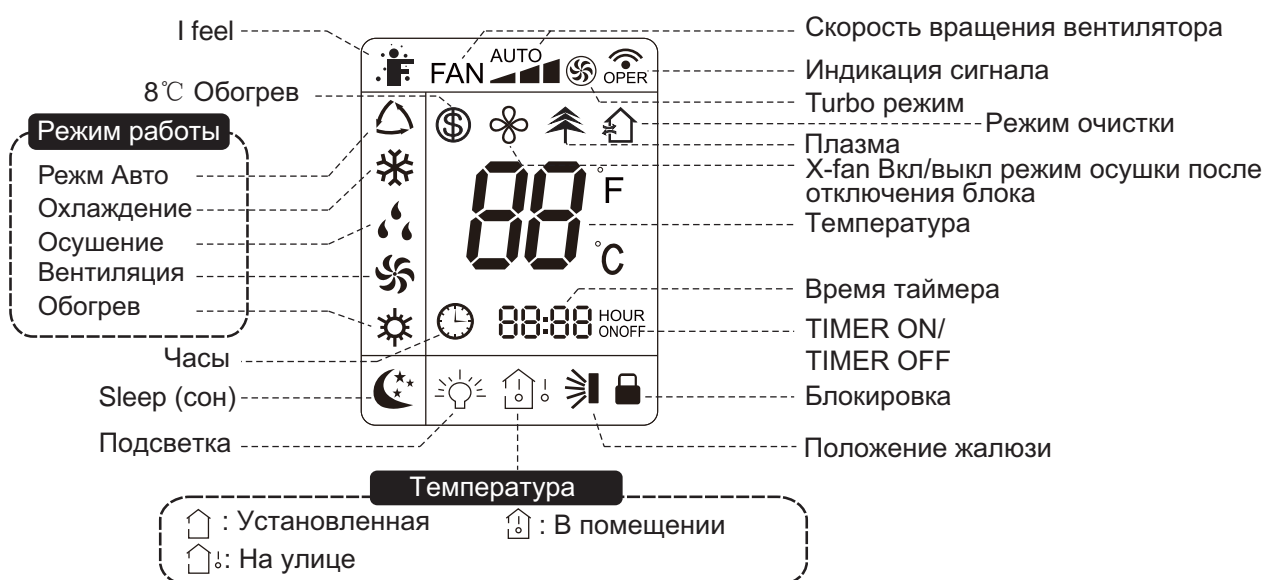 I feel
Скорость вращения вентилятора
FAN
AUTO
OPER
Индикация сигнала
8℃ Обогрев
Turbo режим
Режим очистки
Режим работы
Плазма
X-fan Вкл/выкл режим осушки после
отключения блока
Режм Авто
°F
Охлаждение
Температура
Осушение
°C
Вентиляция
Обогрев
Время таймера
88
88:88
HOUR
ONOFF
TIMER ON/
TIMER OFF
Часы
Sleep (сон)
Блокировка
Подсветка
Положение жалюзи
Температура
: Установленная
: В помещении
: На улице